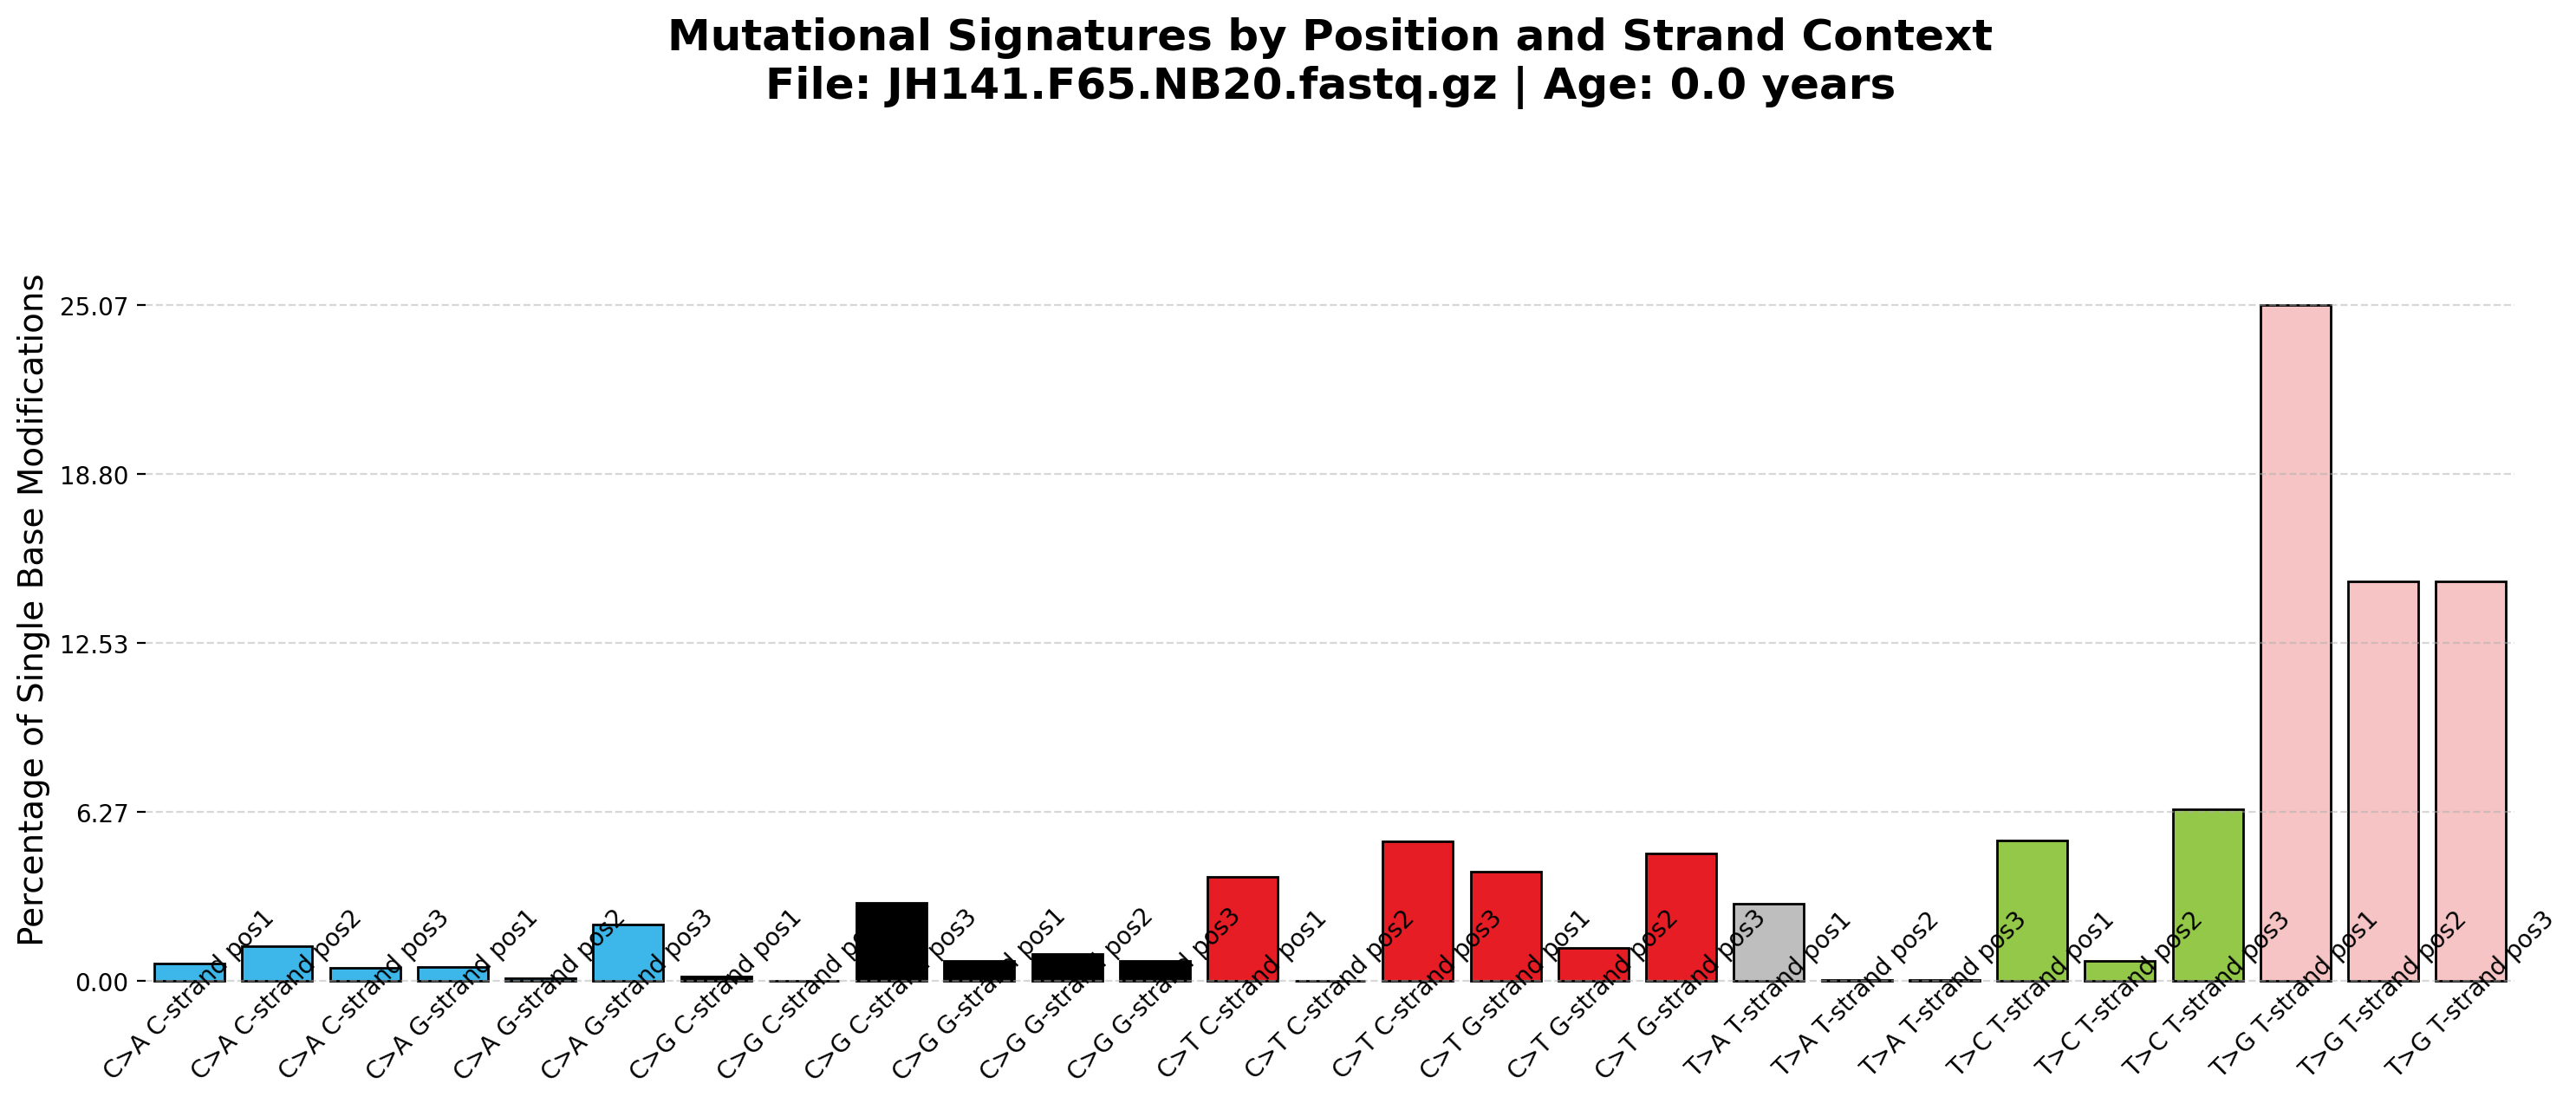 Mutational Signatures by Position and Strand Context
File: JH141.F65.NB20.fastq.gz | Age: 0.0 years
Percentage of Single Base Modifications
25.07
18.80
12.53
6.27
0.00
C>A C-strand pos1
C>A C-strand pos2
C>A C-strand pos3
C>A G-strand pos1
C>A G-strand pos2
C>A G-strand pos3
C>G C-strand pos1
C>G C-strand pos2
C>G C-strand pos3
C>G G-strand pos1
C>G G-strand pos2
C>G G-strand pos3
C>T C-strand pos1
C>T C-strand pos2
C>T C-strand pos3
C>T G-strand pos1
C>T G-strand pos2
C>T G-strand pos3
T>A T-strand pos1
T>A T-strand pos2
T>A T-strand pos3
T>C T-strand pos1
T>C T-strand pos2
T>C T-strand pos3
T>G T-strand pos1
T>G T-strand pos2
T>G T-strand pos3